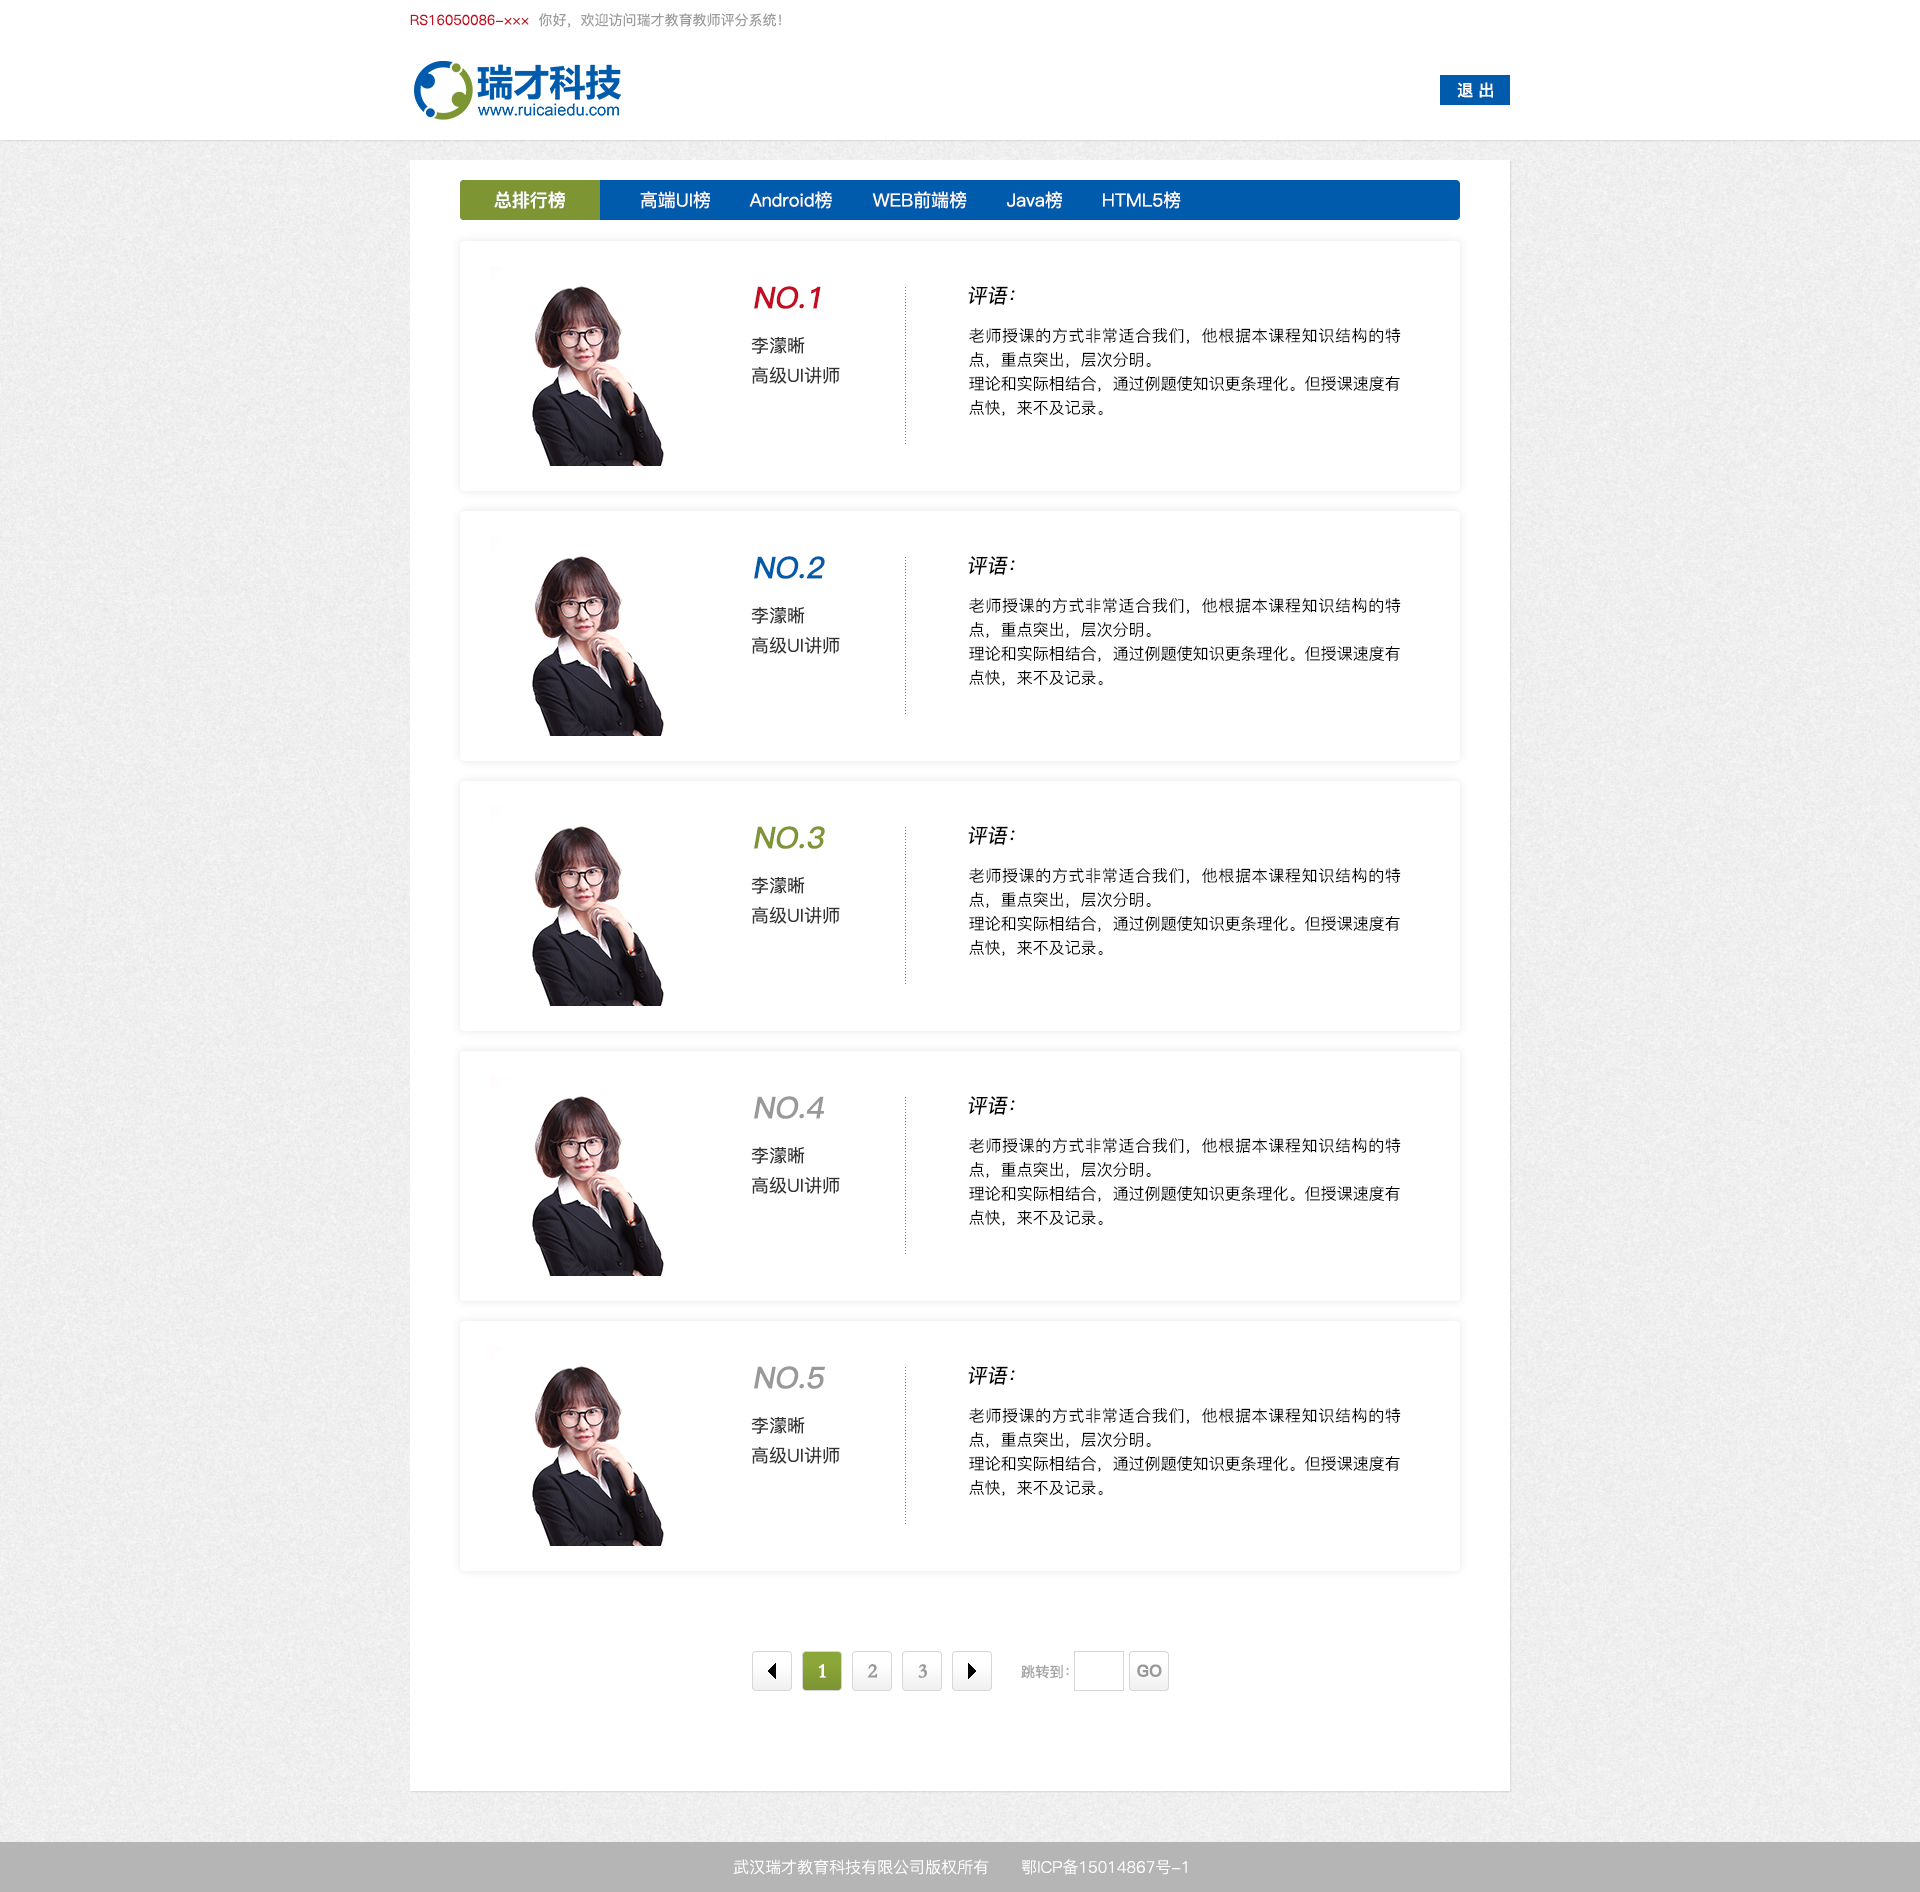 RS16050086-××× 你好，欢迎访问瑞才教育教师评分系统！
瑞才科技
www.ruicaiedu.com
退 出
总排行榜 高端UI榜 Android榜 WEB前端榜 Java榜 HTML5榜
NO.1
李濛晰
高级UI讲师
评语：
老师授课的方式非常适合我们，他根据本课程知识结构的特
点，重点突出，层次分明。
理论和实际相结合，通过例题使知识更条理化。但授课速度有
点快，来不及记录。
NO.2
李濛晰
高级UI讲师
评语：
老师授课的方式非常适合我们，他根据本课程知识结构的特
点，重点突出，层次分明。
理论和实际相结合，通过例题使知识更条理化。但授课速度有
点快，来不及记录。
NO.3
李濛晰
高级UI讲师
评语：
老师授课的方式非常适合我们，他根据本课程知识结构的特
点，重点突出，层次分明。
理论和实际相结合，通过例题使知识更条理化。但授课速度有
点快，来不及记录。
NO.4
李濛晰
高级UI讲师
评语：
老师授课的方式非常适合我们，他根据本课程知识结构的特
点，重点突出，层次分明。
理论和实际相结合，通过例题使知识更条理化。但授课速度有
点快，来不及记录。
NO.5
李濛晰
高级UI讲师
评语：
老师授课的方式非常适合我们，他根据本课程知识结构的特
点，重点突出，层次分明。
理论和实际相结合，通过例题使知识更条理化。但授课速度有
点快，来不及记录。
1 2 3 跳转到： GO
武汉瑞才教育科技有限公司版权所有 鄂ICP备15014867号-1